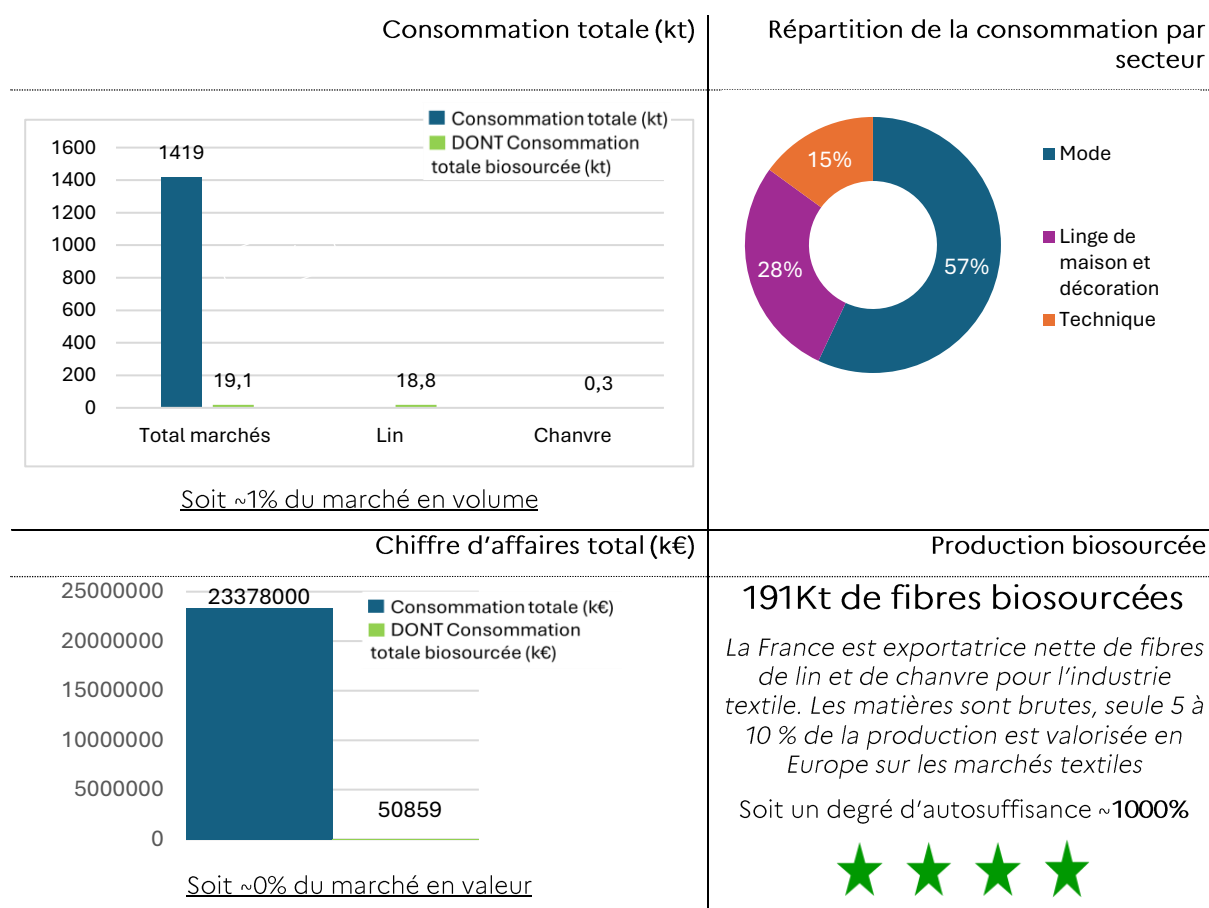 Consommation totale (kt)
Consommation totale (kt)
DONT Consommation
totale biosourcée (kt)
1600
1400
1200
1000
800
600
400
200
0
1419
19,1
18,8
0,3
Total marchés
Lin
Chanvre
Soit ~1% du marché en volume
Répartition de la consommation par
secteur
15%
28%
57%
Mode
Linge de
maison et
décoration
Technique
Chiffre d'affaires total (k€)
25000000
20000000
15000000
10000000
5000000
0
23378000
50859
Consommation totale (k€)
DONT Consommation
totale biosourcée (k€)
Soit ~0% du marché en valeur
Production biosourcée
191Kt de fibres biosourcées
La France est exportatrice nette de fibres
de lin et de chanvre pour l'industrie
textile. Les matières sont brutes, seule 5 à
10 % de la production est valorisée en
Europe sur les marchés textiles
Soit un degré d'autosuffisance ~1000%